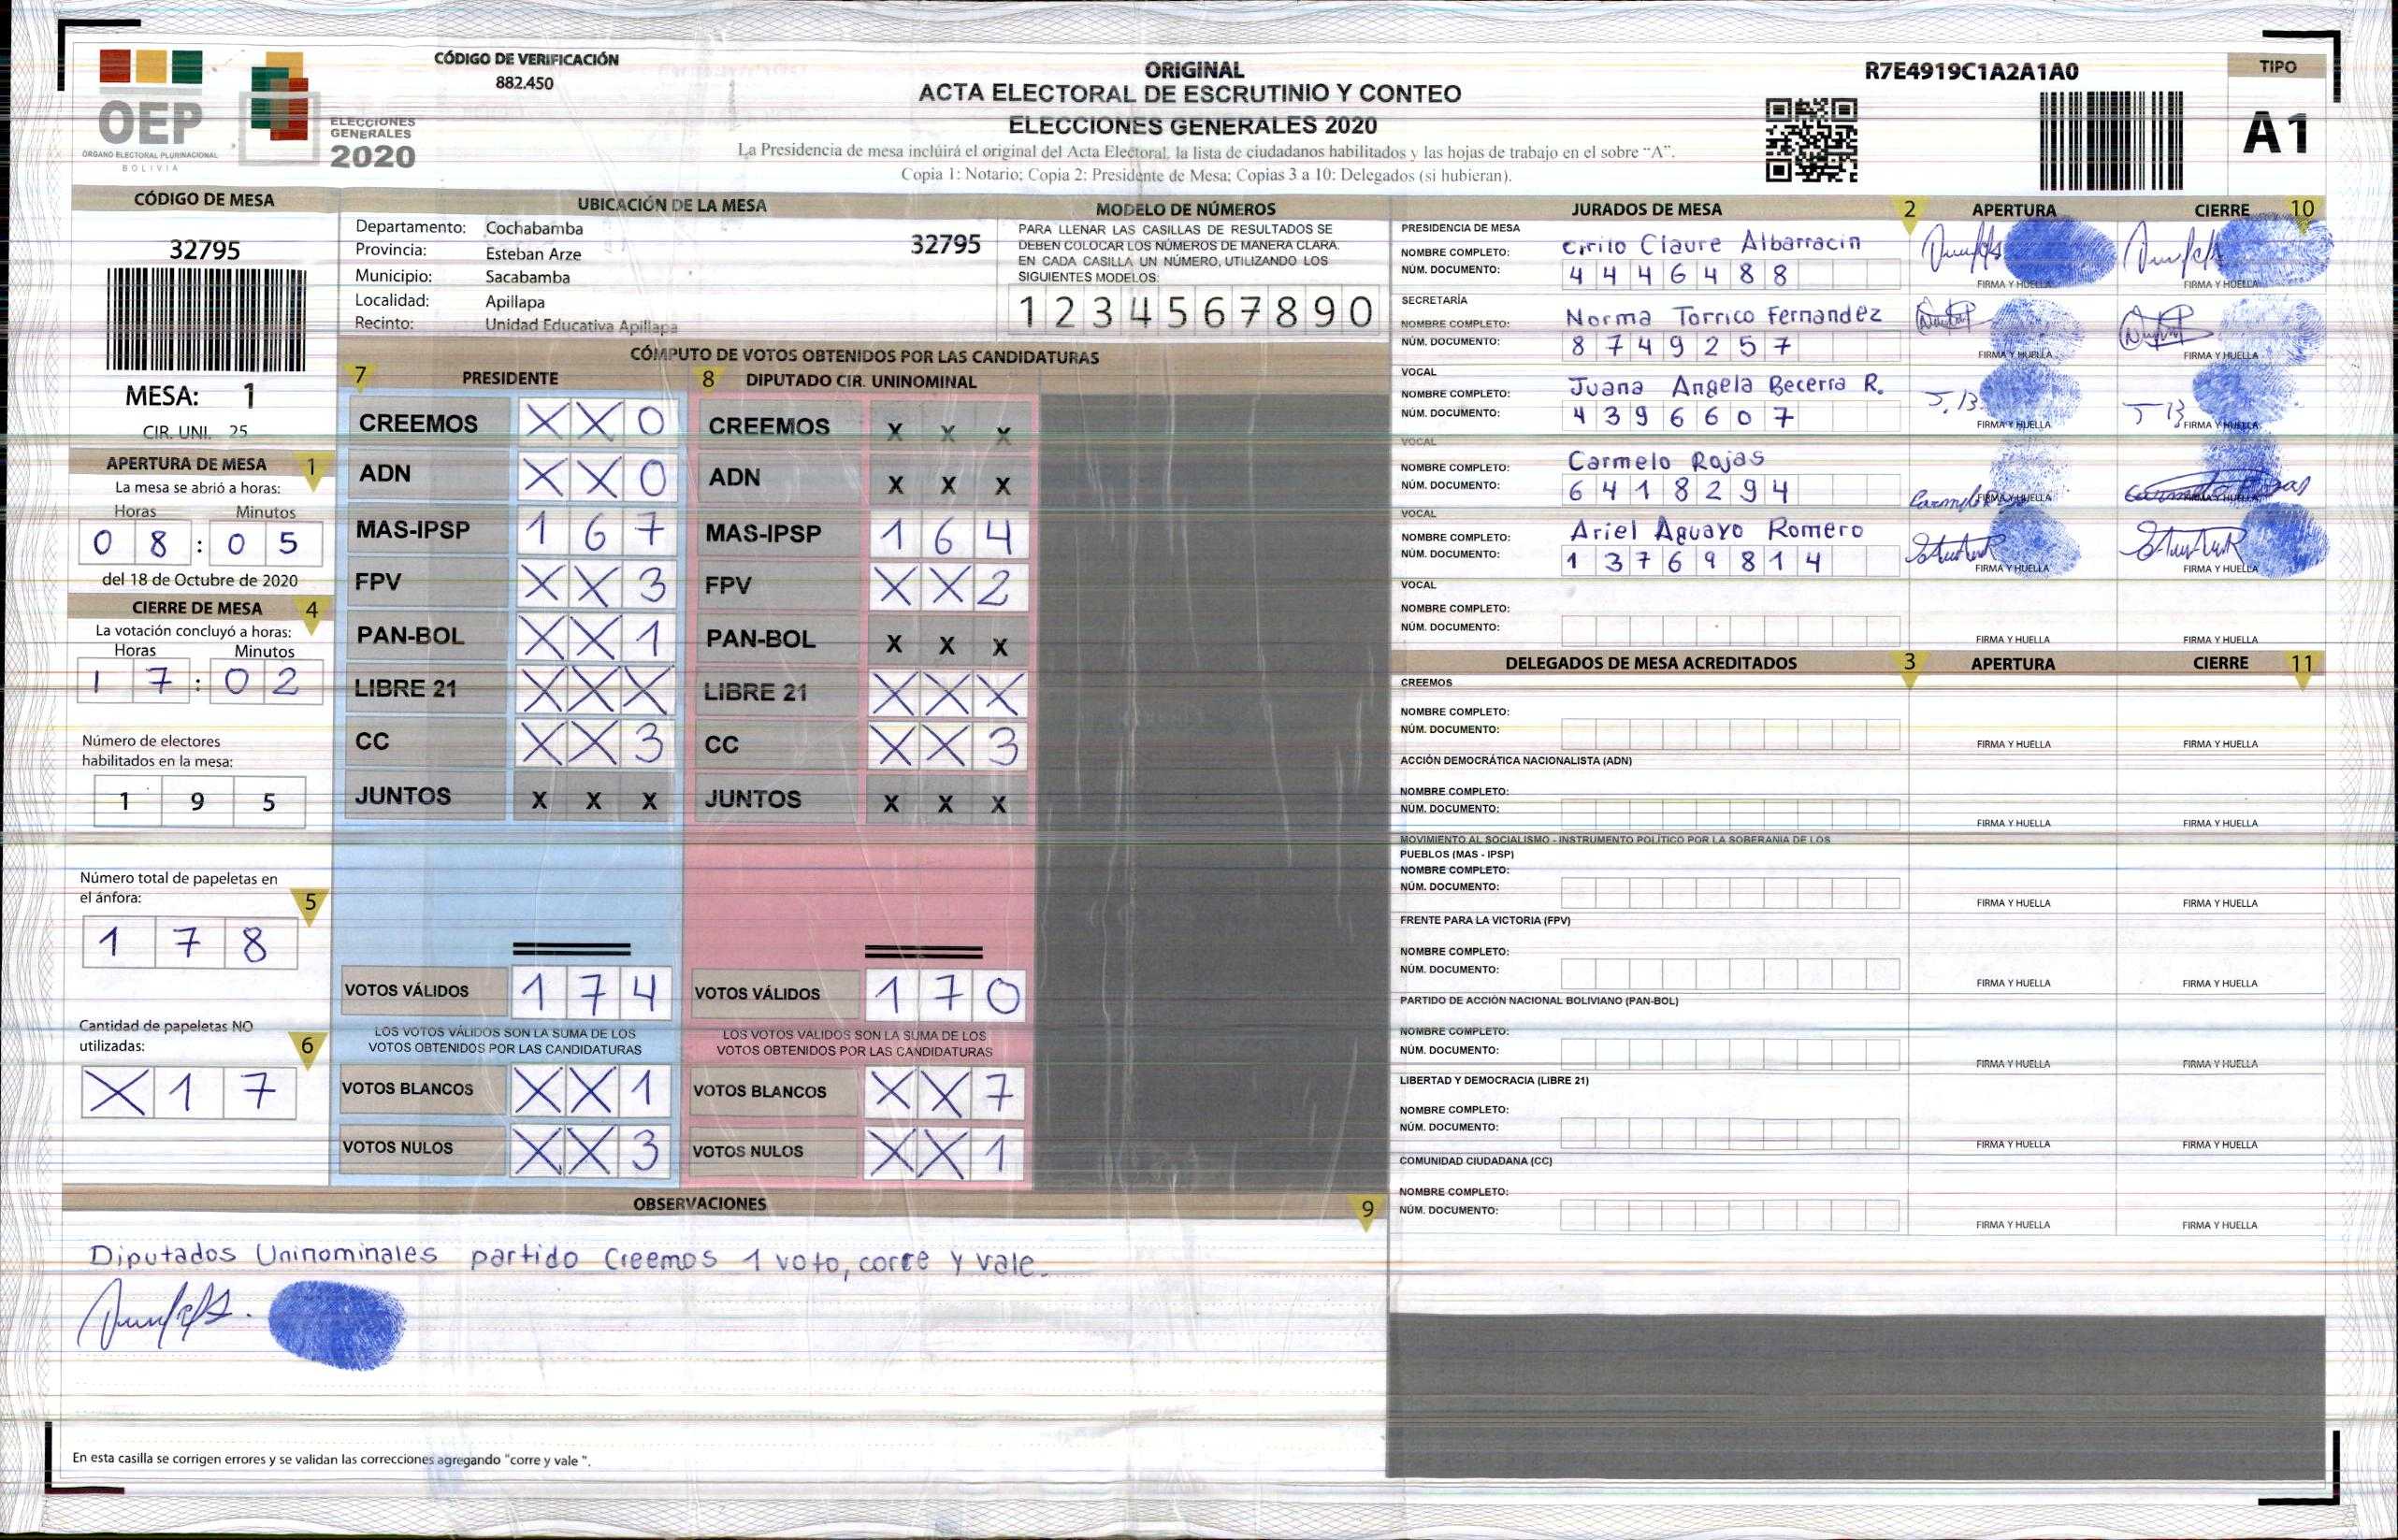 OEP
ÓRGANO ELECTORAL PLURINACIONAL
BOLIVIA
ELECCIONES
GENERALES
2020
CÓDIGO DE VERIFICACIÓN
882.450
ORIGINAL
ACTA ELECTORAL DE ESCRUTINIO Y CONTEO
ELECCIONES GENERALES 2020
La Presidencia de mesa incluirá el original del Acta Electoral, la lista de ciudadanos habilitados y las hojas de trabajo en el sobre “A”.
Copia 1: Notario; Copia 2: Presidente de Mesa; Copias 3 a 10: Delegados (si hubieran).
R7E4919C1A2A1A0
TIPO
A1
CÓDIGO DE MESA
32795
MESA: 1
CIR. UNI. 25
APERTURA DE MESA 1
La mesa se abrió a horas:
Horas Minutos
0 8 : 0 5
del 18 de Octubre de 2020
CIERRE DE MESA 4
La votación concluyó a horas:
Horas Minutos
1 7 : 0 2
Número de electores
habilitados en la mesa:
1 9 5
Número total de papeletas en
el ánfora: 5
1 7 8
Cantidad de papeletas NO
utilizadas: 6
X 1 7
UBICACIÓN DE LA MESA
Departamento: Cochabamba
32795
Provincia: Esteban Arze
Municipio: Sacabamba
Localidad: Apillapa
Recinto: Unidad Educativa Apillapa
MODELO DE NÚMEROS
PARA LLENAR LAS CASILLAS DE RESULTADOS SE
DEBEN COLOCAR LOS NÚMEROS DE MANERA CLARA.
EN CADA CASILLA UN NÚMERO, UTILIZANDO LOS
SIGUIENTES MODELOS:
1 2 3 4 5 6 7 8 9 0
CÓMPUTO DE VOTOS OBTENIDOS POR LAS CANDIDATURAS
7 PRESIDENTE
CREEMOS X X 0
ADN X X 0
MAS-IPSP 1 6 7
FPV X X 3
PAN-BOL X X 1
LIBRE 21 X X X
CC X X 3
JUNTOS X X X
VOTOS VÁLIDOS 1 7 4
LOS VOTOS VÁLIDOS SON LA SUMA DE LOS
VOTOS OBTENIDOS POR LAS CANDIDATURAS
VOTOS BLANCOS X X 1
VOTOS NULOS X X 3
8 DIPUTADO CIR. UNINOMINAL
CREEMOS X X X
ADN X X X
MAS-IPSP 1 6 4
FPV X X 2
PAN-BOL X X X
LIBRE 21 X X X
CC X X 3
JUNTOS X X X
VOTOS VÁLIDOS 1 7 0
LOS VOTOS VALIDOS SON LA SUMA DE LOS
VOTOS OBTENIDOS POR LAS CANDIDATURAS
VOTOS BLANCOS X X 7
VOTOS NULOS X X 1
OBSERVACIONES 9
Diputados Uninominales partido Creemos 1 voto, corre y vale.
En esta casilla se corrigen errores y se validan las correcciones agregando "corre y vale ".
JURADOS DE MESA 2 APERTURA CIERRE 10
PRESIDENCIA DE MESA
NOMBRE COMPLETO: Cirilo Claure Albarracin
NÚM. DOCUMENTO: 4 4 4 6 4 8 8
FIRMA Y HUELLA FIRMA Y HUELLA
SECRETARÍA
NOMBRE COMPLETO: Norma Torrico Fernandez
NÚM. DOCUMENTO: 8 7 4 9 2 5 7
FIRMA Y HUELLA FIRMA Y HUELLA
VOCAL
NOMBRE COMPLETO: Juana Angela Becerra R.
NÚM. DOCUMENTO: 4 3 9 6 6 0 7
J. B. J B
FIRMA Y HUELLA FIRMA Y HUELLA
VOCAL
NOMBRE COMPLETO: Carmelo Rojas
NÚM. DOCUMENTO: 6 4 1 8 2 9 4
FIRMA Y HUELLA FIRMA Y HUELLA
VOCAL
NOMBRE COMPLETO: Ariel Aguayo Romero
NÚM. DOCUMENTO: 1 3 7 6 9 8 1 4
FIRMA Y HUELLA FIRMA Y HUELLA
VOCAL
NOMBRE COMPLETO:
NÚM. DOCUMENTO:
FIRMA Y HUELLA FIRMA Y HUELLA
DELEGADOS DE MESA ACREDITADOS 3 APERTURA CIERRE 11
CREEMOS
NOMBRE COMPLETO:
NÚM. DOCUMENTO:
FIRMA Y HUELLA FIRMA Y HUELLA
ACCIÓN DEMOCRÁTICA NACIONALISTA (ADN)
NOMBRE COMPLETO:
NÚM. DOCUMENTO:
FIRMA Y HUELLA FIRMA Y HUELLA
MOVIMIENTO AL SOCIALISMO - INSTRUMENTO POLÍTICO POR LA SOBERANIA DE LOS
PUEBLOS (MAS - IPSP)
NOMBRE COMPLETO:
NÚM. DOCUMENTO:
FIRMA Y HUELLA FIRMA Y HUELLA
FRENTE PARA LA VICTORIA (FPV)
NOMBRE COMPLETO:
NÚM. DOCUMENTO:
FIRMA Y HUELLA FIRMA Y HUELLA
PARTIDO DE ACCIÓN NACIONAL BOLIVIANO (PAN-BOL)
NOMBRE COMPLETO:
NÚM. DOCUMENTO:
FIRMA Y HUELLA FIRMA Y HUELLA
LIBERTAD Y DEMOCRACIA (LIBRE 21)
NOMBRE COMPLETO:
NÚM. DOCUMENTO:
FIRMA Y HUELLA FIRMA Y HUELLA
COMUNIDAD CIUDADANA (CC)
NOMBRE COMPLETO:
NÚM. DOCUMENTO:
FIRMA Y HUELLA FIRMA Y HUELLA